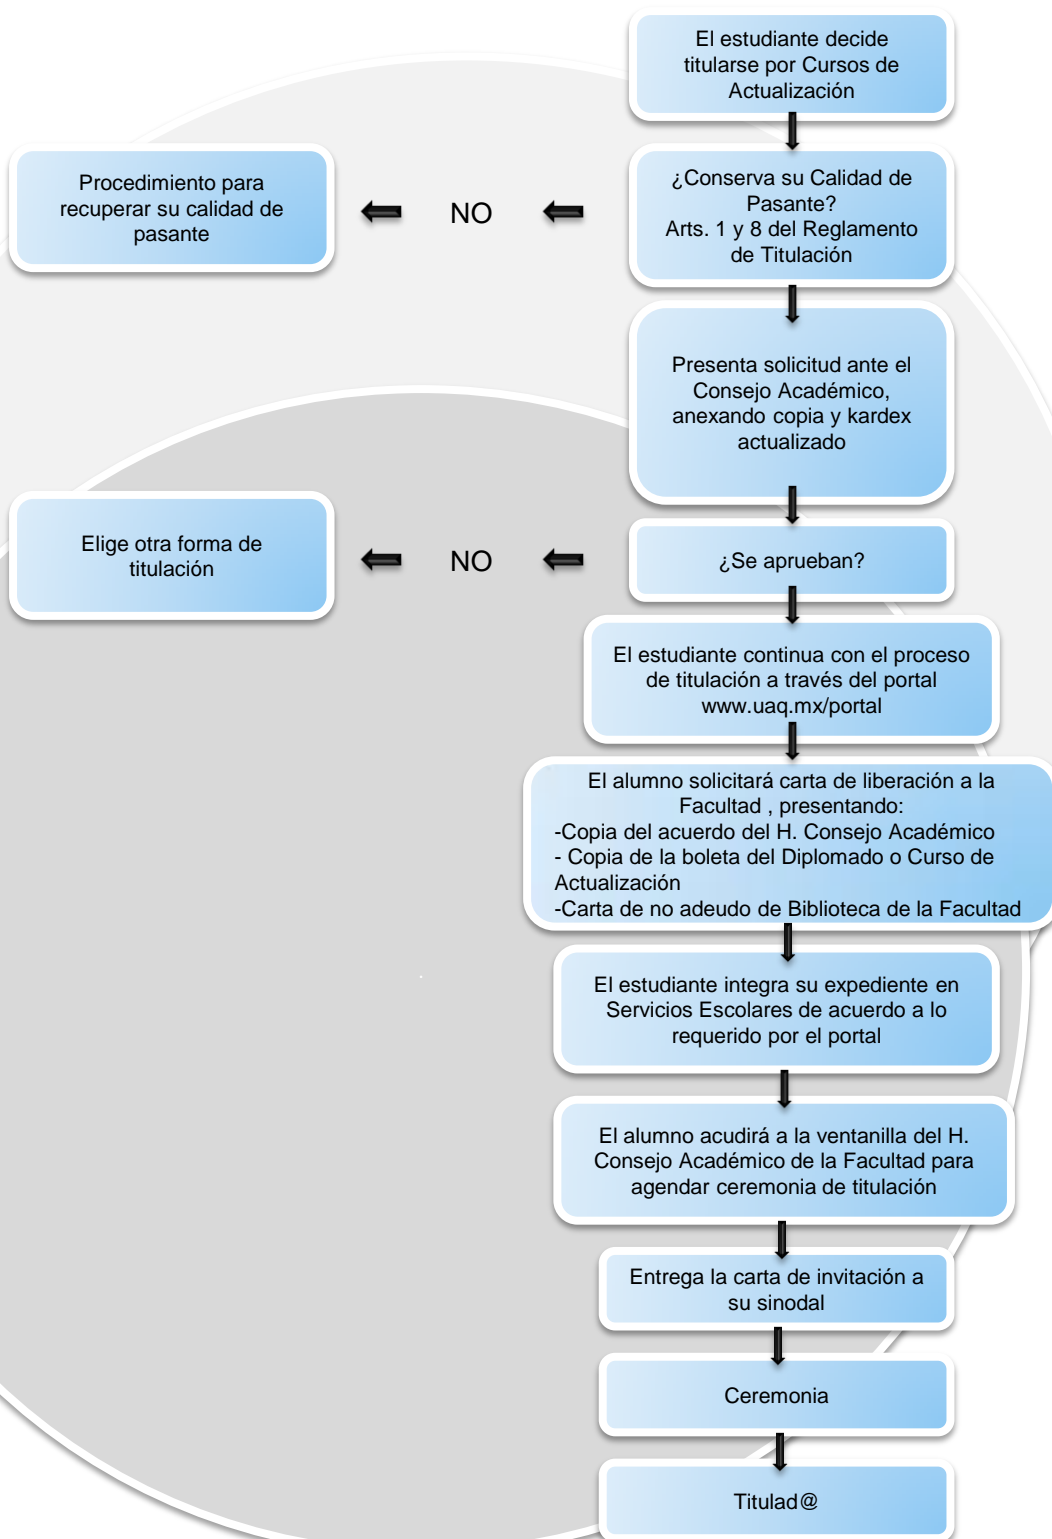 El estudiante decide
titularse por Cursos de
Actualización
¿Conserva su Calidad de
Pasante?
Arts. 1 y 8 del Reglamento
de Titulación
NO
Procedimiento para
recuperar su calidad de
pasante
Presenta solicitud ante el
Consejo Académico,
anexando copia y kardex
actualizado
¿Se aprueban?
NO
Elige otra forma de
titulación
El estudiante continua con el proceso
de titulación a través del portal
www.uaq.mx/portal
El alumno solicitará carta de liberación a la
Facultad , presentando:
-Copia del acuerdo del H. Consejo Académico
- Copia de la boleta del Diplomado o Curso de
Actualización
-Carta de no adeudo de Biblioteca de la Facultad
El estudiante integra su expediente en
Servicios Escolares de acuerdo a lo
requerido por el portal
El alumno acudirá a la ventanilla del H.
Consejo Académico de la Facultad para
agendar ceremonia de titulación
Entrega la carta de invitación a
su sinodal
Ceremonia
Titulad@